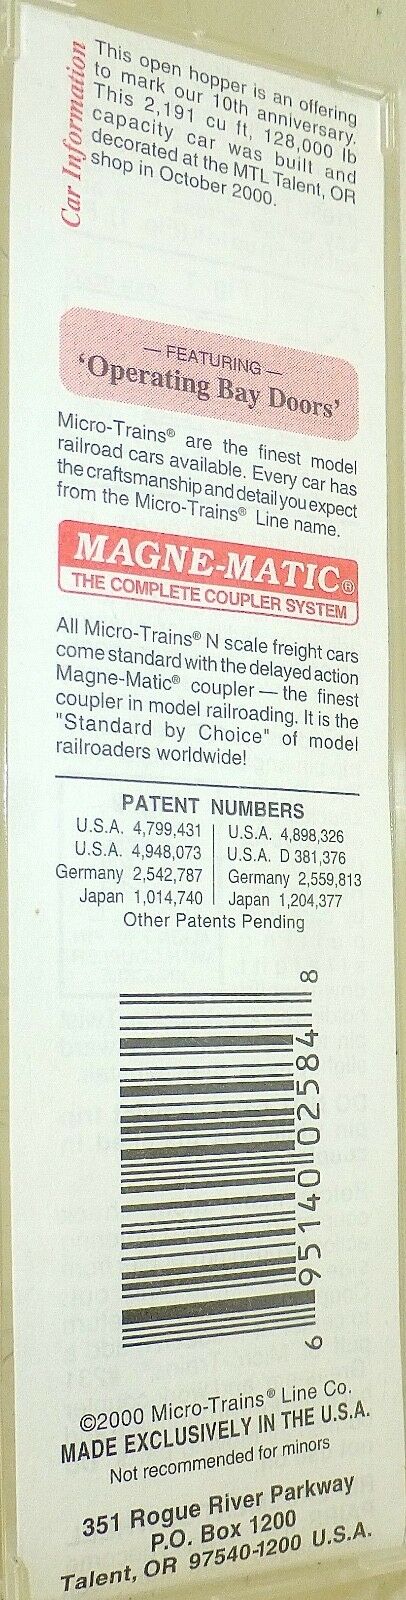 Car Information
This open hopper is an offering
to mark our 10th anniversary.
This 2,191 cu ft, 128,000 lb
capacity car was built and
decorated at the MTL Talent, OR
shop in October 2000.
— FEATURING —
'Operating Bay Doors'
Micro-Trains® are the finest model
railroad cars available. Every car has
the craftsmanship and detail you expect
from the Micro-Trains® Line name.
MAGNE-MATIC®
THE COMPLETE COUPLER SYSTEM
All Micro-Trains® N scale freight cars
come standard with the delayed action
Magne-Matic® coupler — the finest
coupler in model railroading. It is the
"Standard by Choice" of model
railroaders worldwide!
PATENT NUMBERS
U.S.A. 4,799,431 | U.S.A. 4,898,326
U.S.A. 4,948,073 | U.S.A. D 381,376
Germany 2,542,787 | Germany 2,559,813
Japan 1,014,740 | Japan 1,204,377
Other Patents Pending
6 95140 02584 8
©2000 Micro-Trains® Line Co.
MADE EXCLUSIVELY IN THE U.S.A.
Not recommended for minors
351 Rogue River Parkway
P.O. Box 1200
Talent, OR 97540-1200 U.S.A.